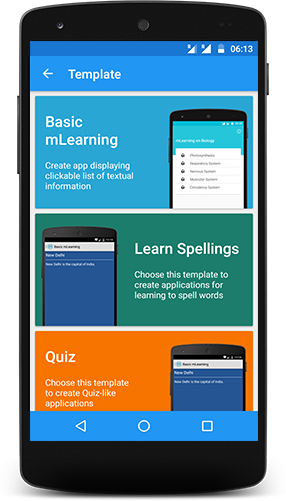 06:13
Template
Basic
mLearning
Create app displaying
clickable list of textual
information
mLearning on Biology
Photosynthesis
Respiratory System
Nervous System
Muscular System
Circulatory System
Learn Spellings
Choose this template to
create applications for
learning to spell words
Basic mLearning
New Delhi
New Delhi is the capital of India
Quiz
Choose this template
to create Quiz-like
applications
Basic mLearning
New Delhi
New Delhi is the capital of India